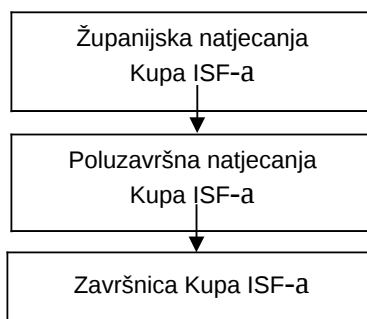 Županijska natjecanja
Kupa ISF-a
Poluzavršna natjecanja
Kupa ISF-a
Završnica Kupa ISF-a